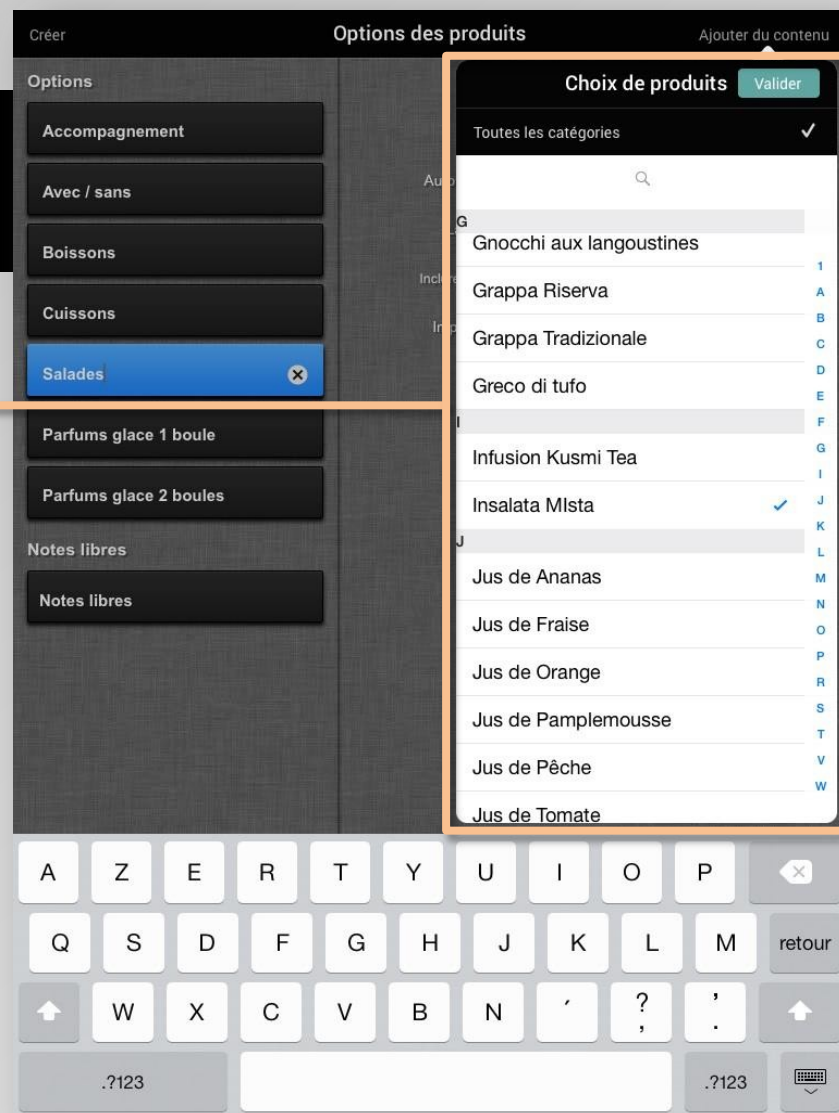 Créer
Options des produits
Ajouter du contenu
Options
Accompagnement
Avec / sans
Boissons
Cuissons
Salades
Parfums glace 1 boule
Parfums glace 2 boules
Notes libres
Notes libres
Choix de produits
Valider
Toutes les catégories
G
Gnocchi aux langoustines
Grappa Riserva
Grappa Tradizionale
Greco di tufo
I
Infusion Kusmi Tea
Insalata MIsta
J
Jus de Ananas
Jus de Fraise
Jus de Orange
Jus de Pamplemousse
Jus de Pêche
Jus de Tomate
1
A
B
C
D
E
F
G
I
J
K
L
M
N
O
P
R
S
T
V
W
A Z E R T Y U I O P
Q S D F G H J K L M retour
W X C V B N ´ ? , ' .
.?123 .?123